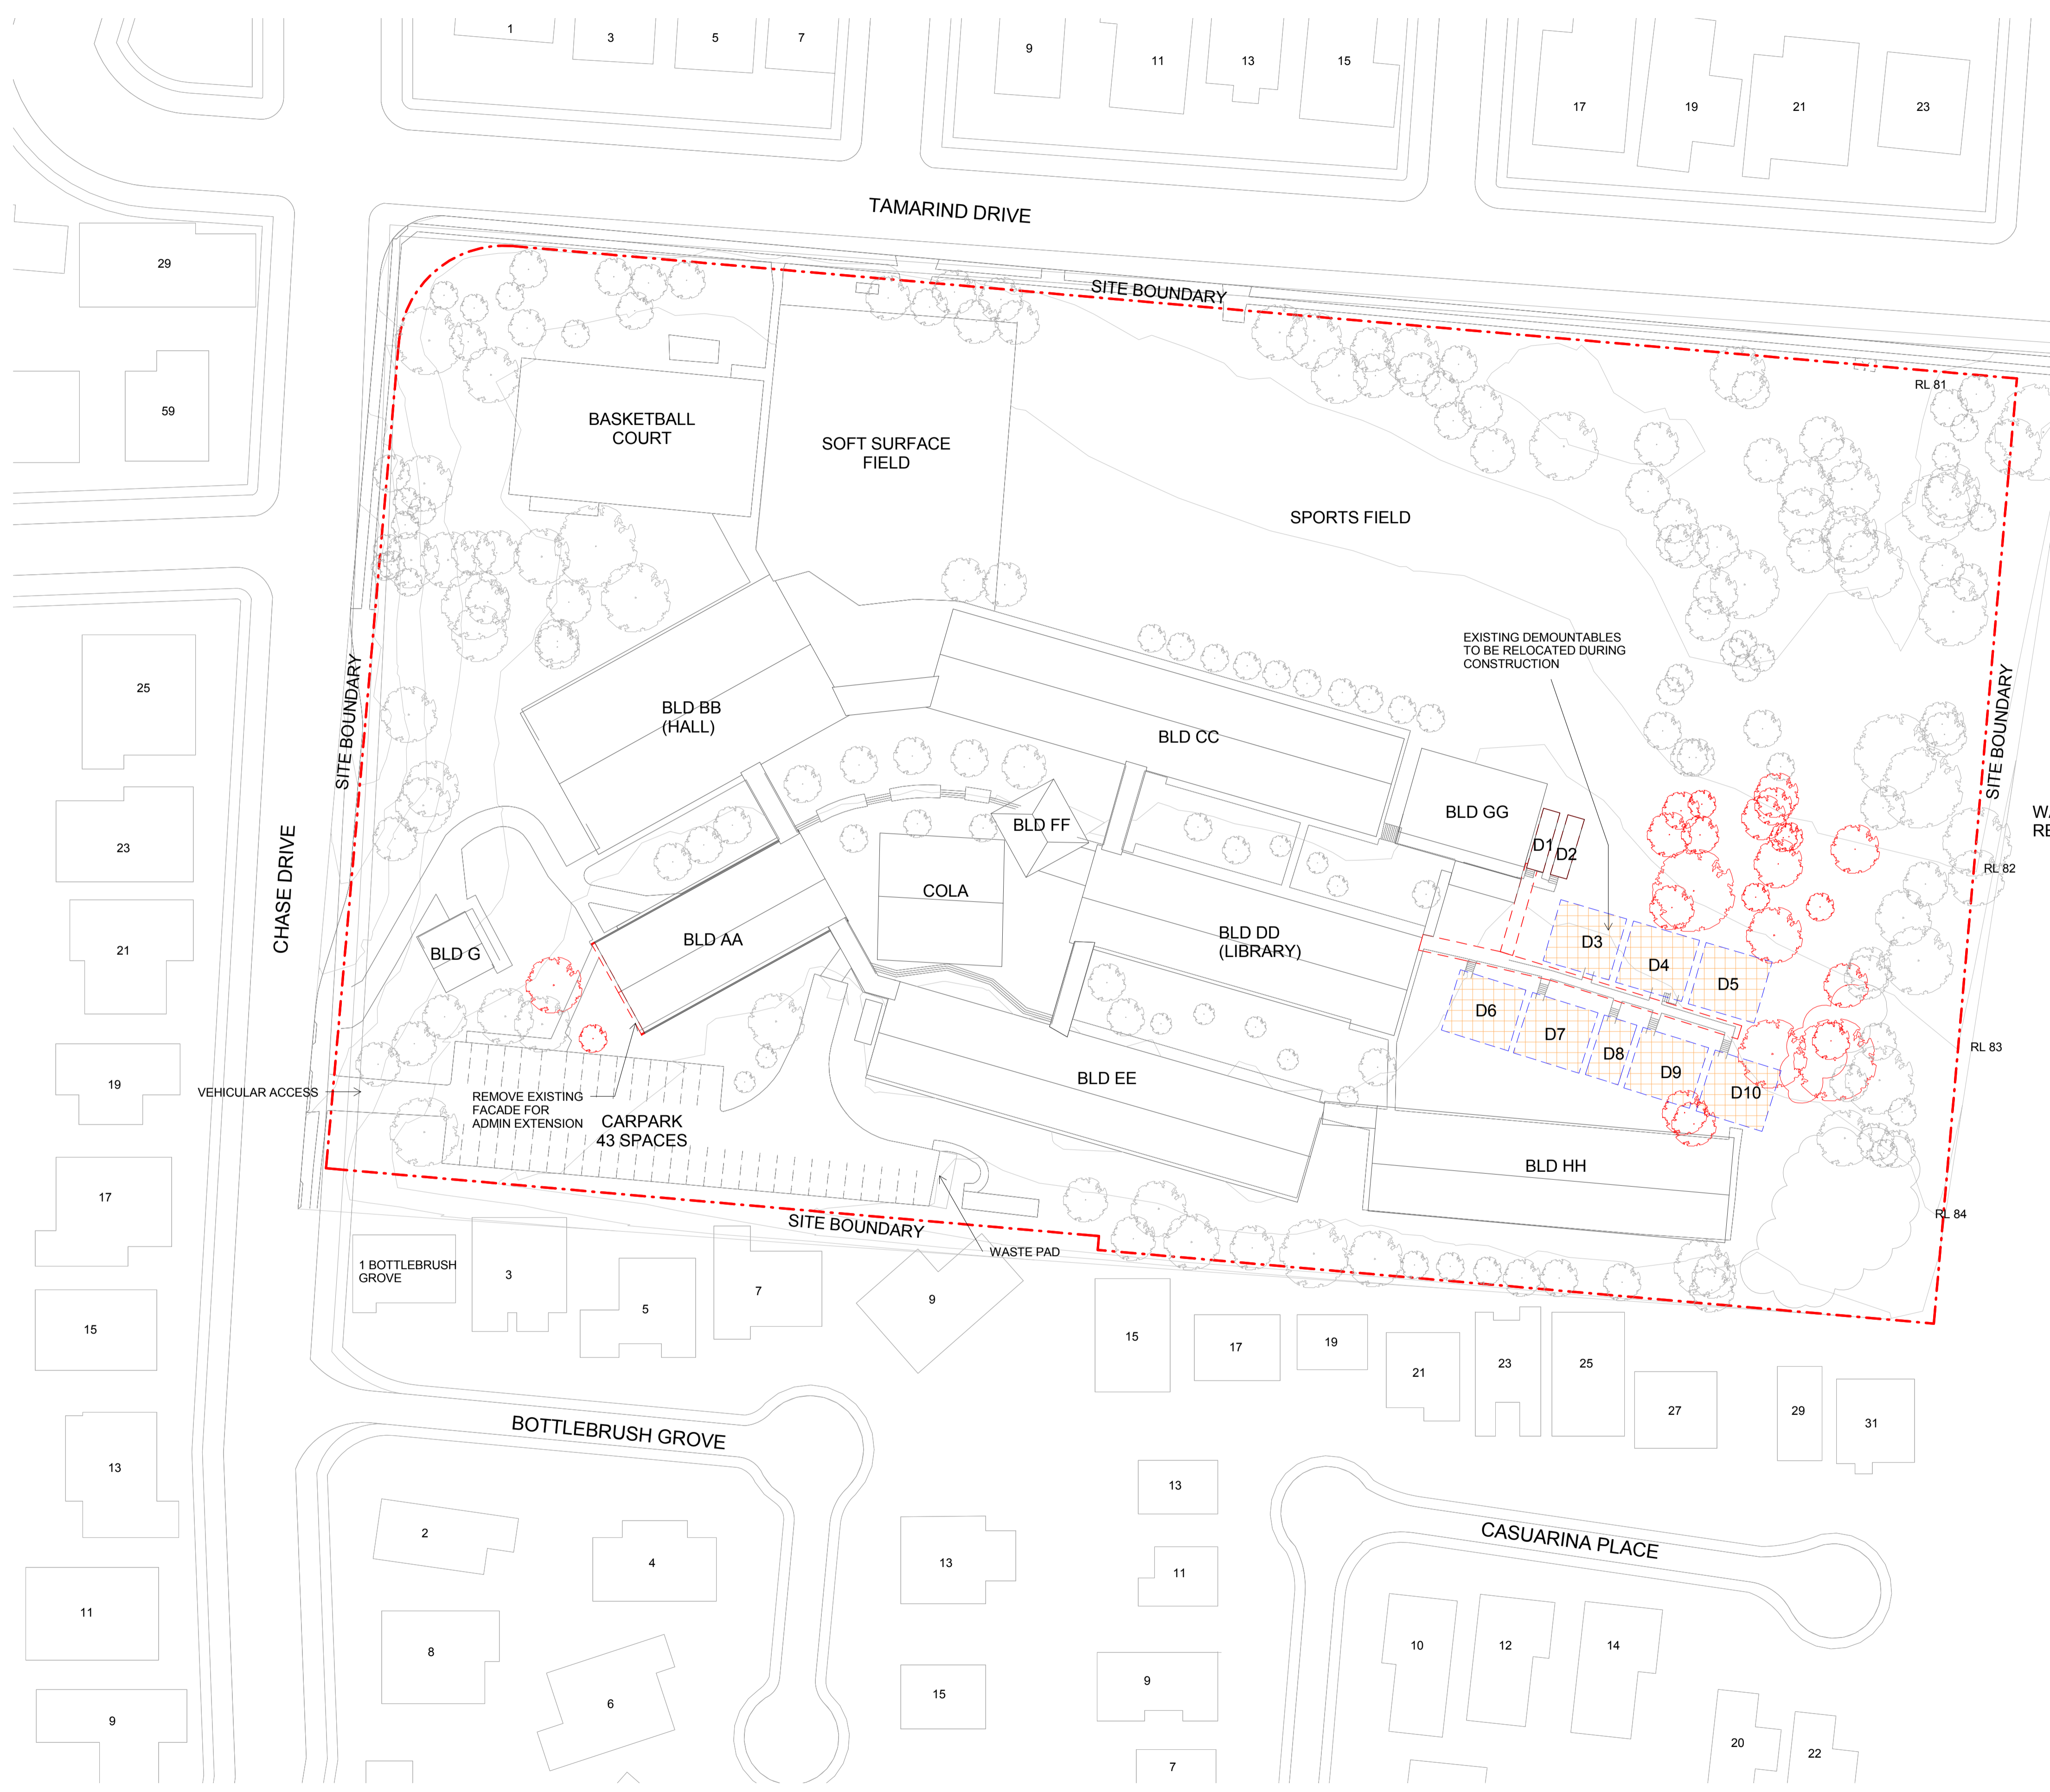 1
3
5
7
9
11
13
15
17
19
21
23
TAMARIND DRIVE
29
SITE BOUNDARY
RL 81
59
BASKETBALL
COURT
SOFT SURFACE
FIELD
SPORTS FIELD
EXISTING DEMOUNTABLES
TO BE RELOCATED DURING
CONSTRUCTION
25
SITE BOUNDARY
BLD BB
(HALL)
BLD CC
SITE BOUNDARY
23
CHASE DRIVE
BLD FF
BLD GG
D1
D2
WA
RE
RL 82
21
BLD G
BLD AA
COLA
BLD DD
(LIBRARY)
D3
D4
D5
D6
D7
D8
D9
D10
RL 83
19
VEHICULAR ACCESS
REMOVE EXISTING
FACADE FOR
ADMIN EXTENSION
CARPARK
43 SPACES
BLD EE
BLD HH
17
SITE BOUNDARY
WASTE PAD
RL 84
1 BOTTLEBRUSH
GROVE
3
5
7
9
15
15
17
19
21
23
25
27
29
31
BOTTLEBRUSH GROVE
13
2
4
13
13
11
CASUARINA PLACE
11
8
6
15
9
10
12
14
9
7
20
22